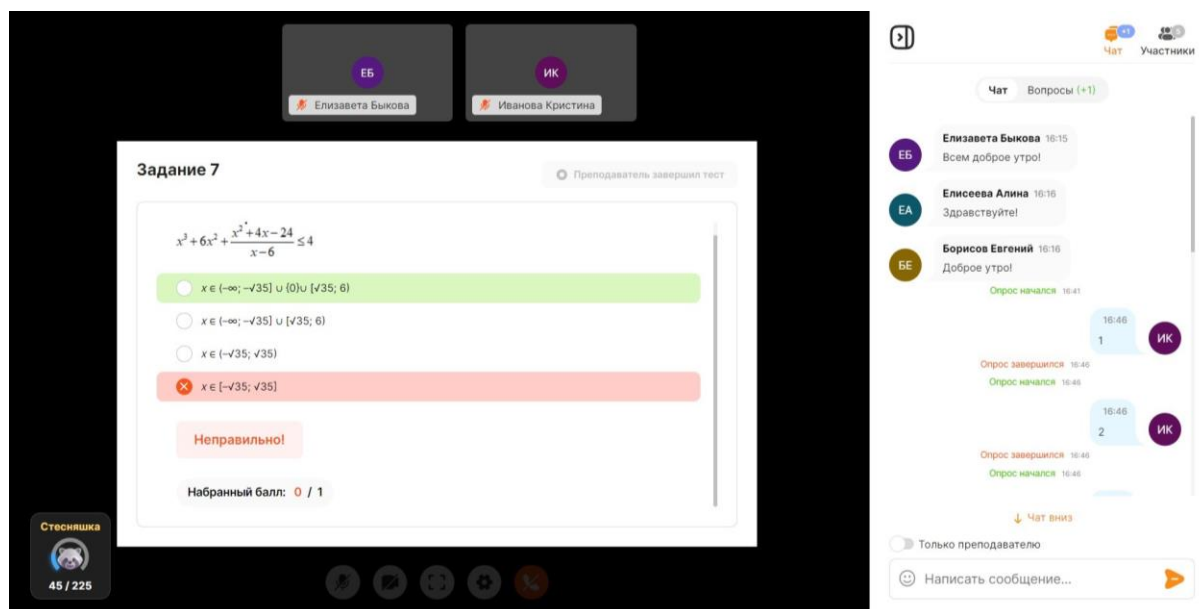 ЕБ
Елизавета Быкова
ИК
Иванова Кристина
Задание 7
Преподаватель завершил тест
x³ + 6x² + (x² + 4x − 24)/(x − 6) ≤ 4
x ∈ (−∞; −√35] ∪ {0}∪ [√35; 6)
x ∈ (−∞; −√35] ∪ [√35; 6)
x ∈ (−√35; √35)
x ∈ [−√35; √35]
Неправильно!
Набранный балл: 0 / 1
Стесняшка
45 / 225
+1
Чат
5
Участники
Чат Вопросы (+1)
ЕБ
Елизавета Быкова 16:15
Всем доброе утро!
ЕА
Елисеева Алина 16:16
Здравствуйте!
БЕ
Борисов Евгений 16:16
Доброе утро!
Опрос начался 16:41
16:46
1
ИК
Опрос завершился 16:46
Опрос начался 16:46
16:46
2
ИК
Опрос завершился 16:46
Опрос начался 16:46
↓ Чат вниз
Только преподавателю
Написать сообщение...